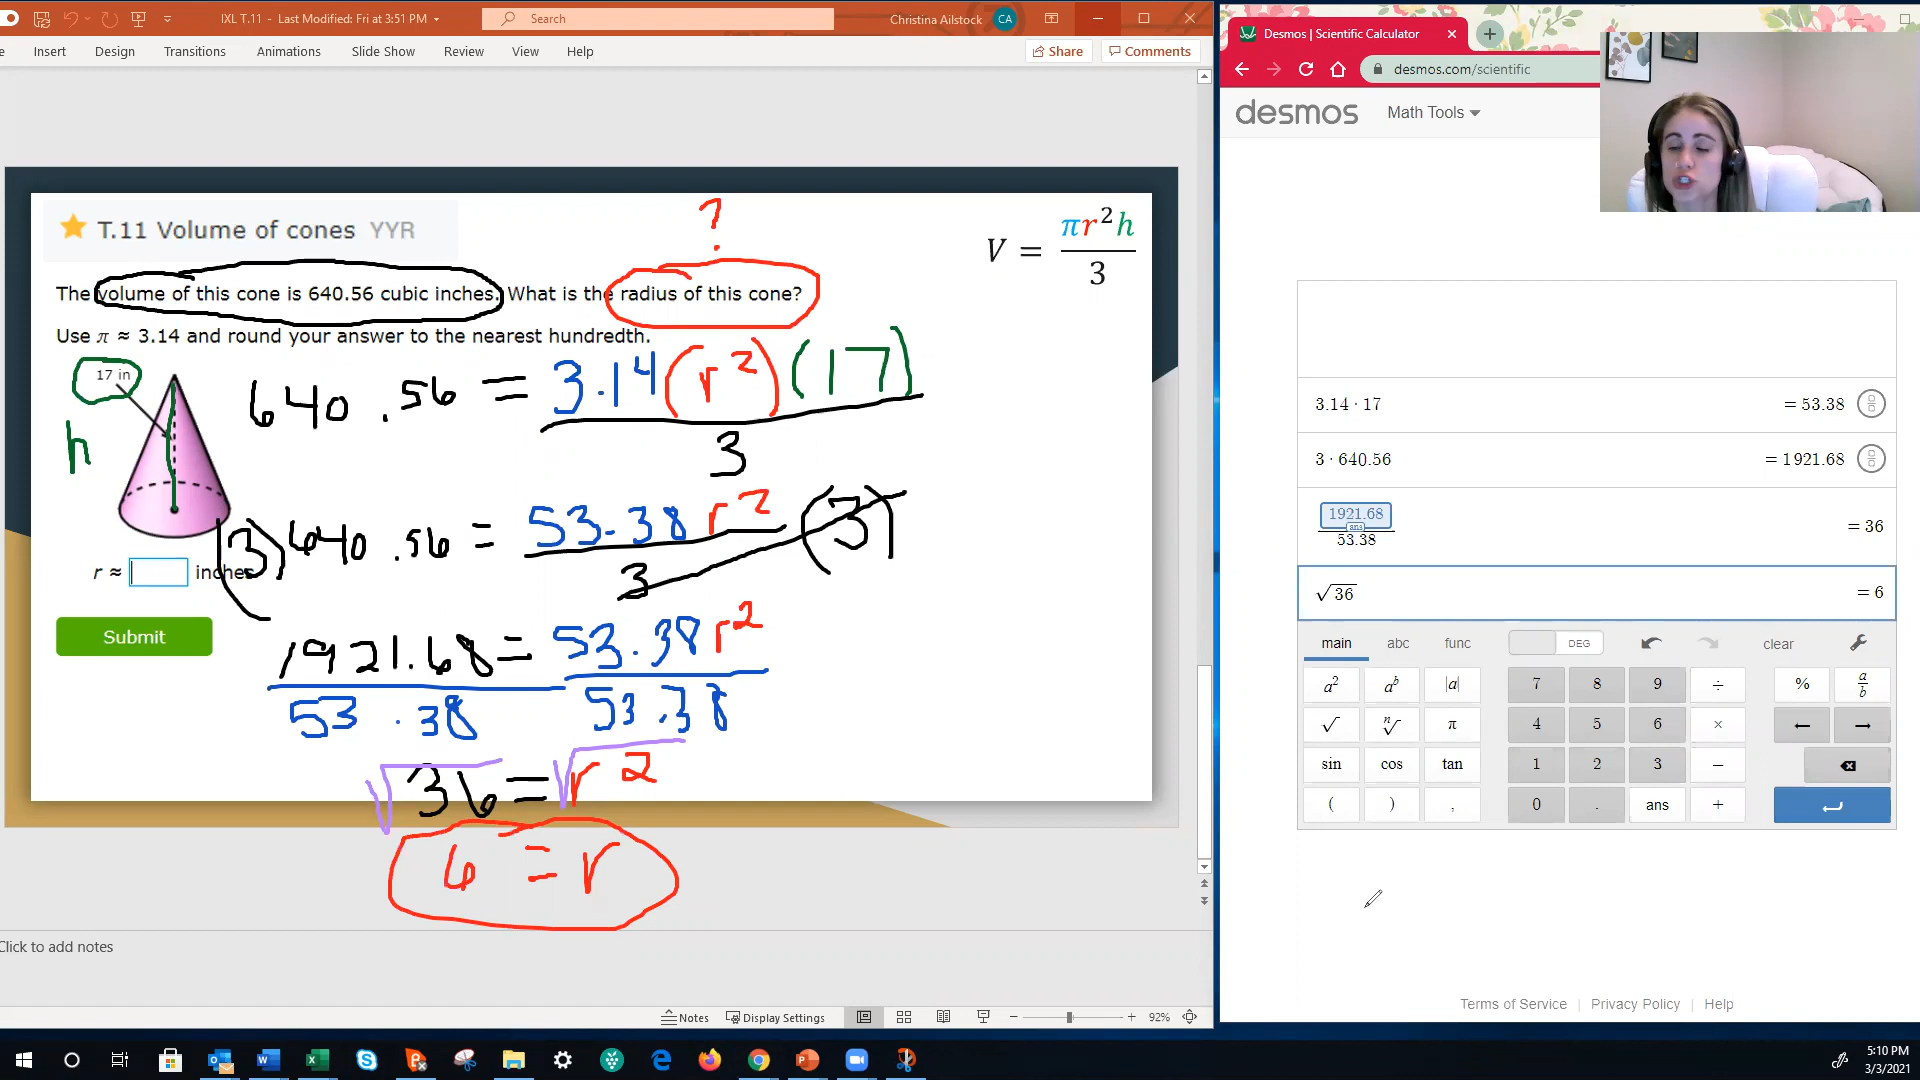 IXL T.11 - Last Modified: Fri at 3:51 PM
Search
Christina Ailstock CA
Insert Design Transitions Animations Slide Show Review View Help
Share Comments
T.11 Volume of cones YYR
?
V = πr²h / 3
The volume of this cone is 640.56 cubic inches. What is the radius of this cone?
Use π ≈ 3.14 and round your answer to the nearest hundredth.
17 in
h
640.56 = 3.14(r²)(17) / 3
(3) 640.56 = 53.38 r² / 3 (3)
r ≈ inches
Submit
1921.68 = 53.38 r²
53.38 53.38
√36 = √r²
6 = r
Click to add notes
Notes Display Settings 92%
Desmos | Scientific Calculator
desmos.com/scientific
desmos Math Tools
3.14 · 17 = 53.38
3 · 640.56 = 1921.68
1921.68 ans / 53.38 = 36
√36 = 6
main abc func DEG clear
a² aᵇ |a| 7 8 9 ÷ % a/b
√ ⁿ√ π 4 5 6 × ← →
sin cos tan 1 2 3 −
( ) , 0 . ans +
Terms of Service | Privacy Policy | Help
5:10 PM
3/3/2021